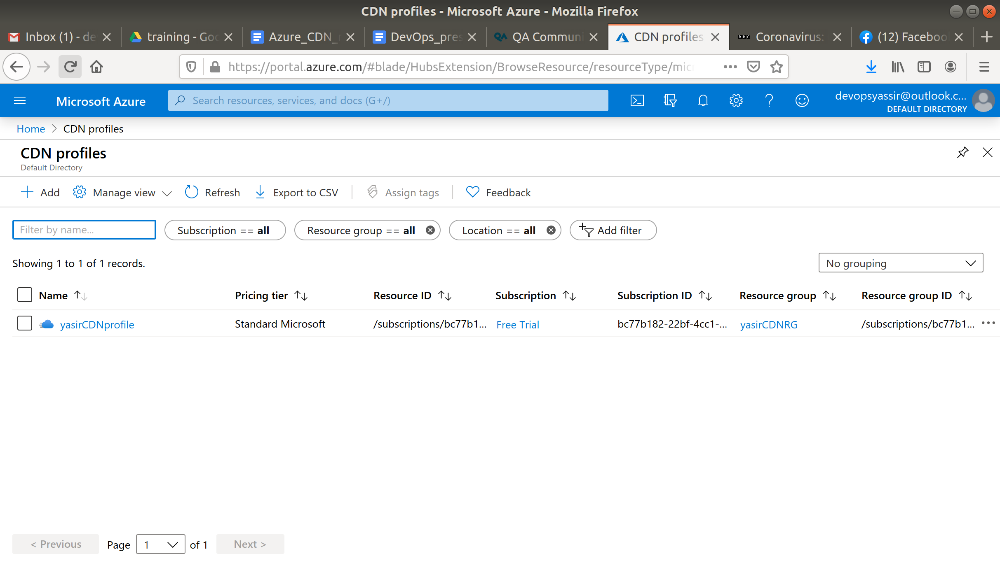 CDN profiles - Microsoft Azure - Mozilla Firefox
Inbox (1) - de
training - Goo
Azure_CDN_
DevOps_pres
QA Communi
CDN profiles
BBC
Coronavirus:
(12) Faceboo
https://portal.azure.com/#blade/HubsExtension/BrowseResource/resourceType/mic
Microsoft Azure
Search resources, services, and docs (G+/)
devopsyassir@outlook.c...
DEFAULT DIRECTORY
Home > CDN profiles
CDN profiles
Default Directory
Add
Manage view
Refresh
Export to CSV
Assign tags
Feedback
Filter by name...
Subscription == all
Resource group == all
Location == all
Add filter
Showing 1 to 1 of 1 records.
No grouping
Name Pricing tier Resource ID Subscription Subscription ID Resource group Resource group ID
yasirCDNprofile Standard Microsoft /subscriptions/bc77b1... Free Trial bc77b182-22bf-4cc1-... yasirCDNRG /subscriptions/bc77b1...
< Previous Page 1 of 1 Next >